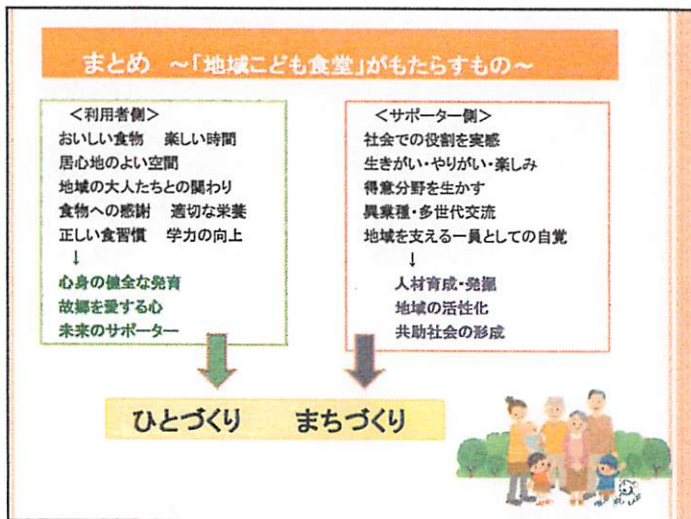 まとめ ～「地域こども食堂」がもたらすもの～
＜利用者側＞
おいしい食物 楽しい時間
居心地のよい空間
地域の大人たちとの関わり
食物への感謝 適切な栄養
正しい食習慣 学力の向上
↓
心身の健全な発育
故郷を愛する心
未来のサポーター
＜サポーター側＞
社会での役割を実感
生きがい・やりがい・楽しみ
得意分野を生かす
異業種・多世代交流
地域を支える一員としての自覚
↓
人材育成・発掘
地域の活性化
共助社会の形成
ひとづくり まちづくり